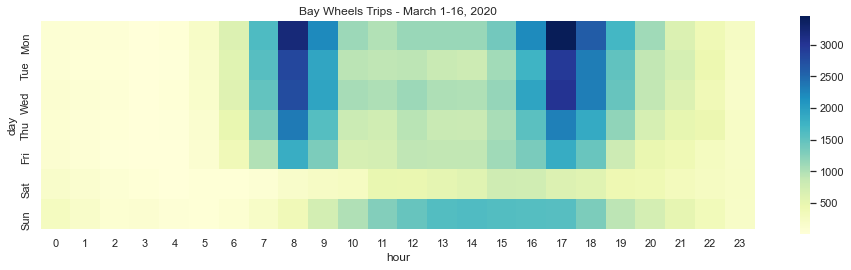 Bay Wheels Trips - March 1-16, 2020
day
Mon
Tue
Wed
Thu
Fri
Sat
Sun
0 1 2 3 4 5 6 7 8 9 10 11 12 13 14 15 16 17 18 19 20 21 22 23
hour
3000
2500
2000
1500
1000
500